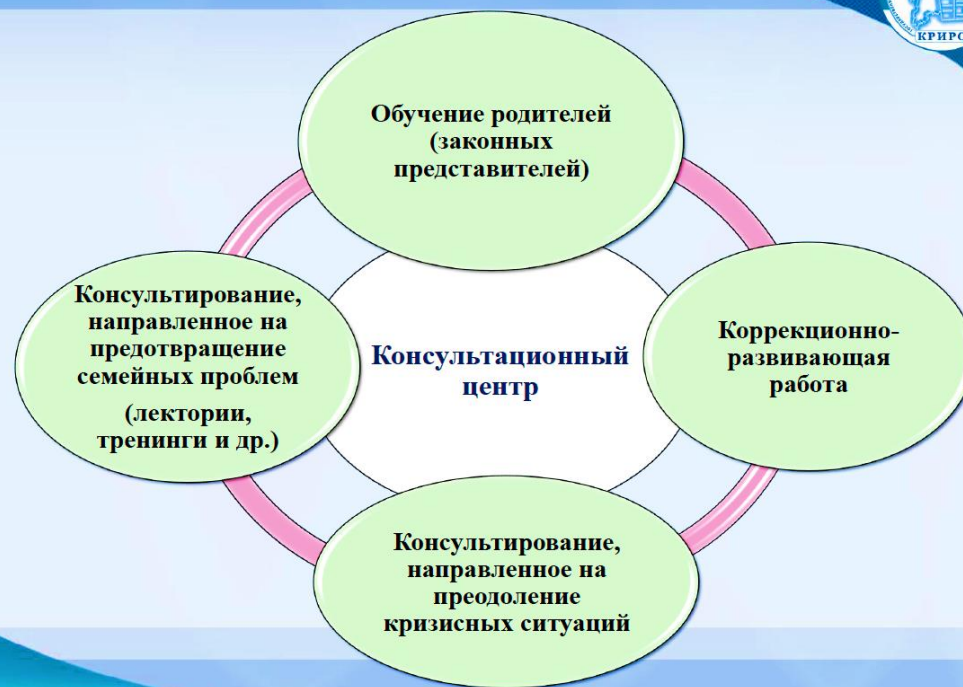 КРИРО
Обучение родителей
(законных
представителей)
Консультирование,
направленное на
предотвращение
семейных проблем
(лектории,
тренинги и др.)
Консультационный
центр
Коррекционно-
развивающая
работа
Консультирование,
направленное на
преодоление
кризисных ситуаций